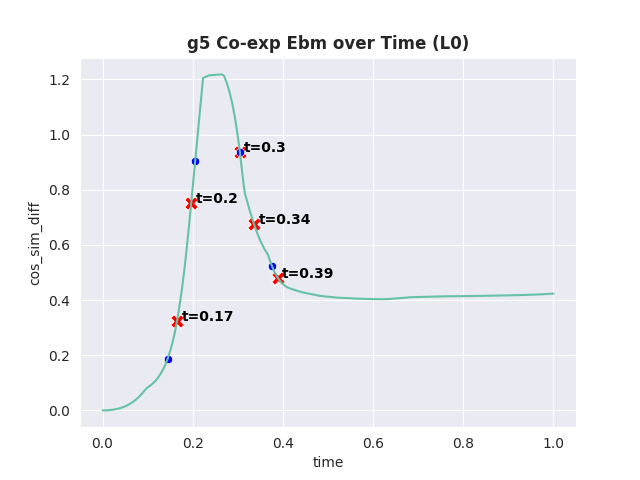 g5 Co-exp Ebm over Time (L0)
cos_sim_diff
1.2
1.0
0.8
0.6
0.4
0.2
0.0
t=0.3
t=0.2
t=0.34
t=0.39
t=0.17
0.0 0.2 0.4 0.6 0.8 1.0
time